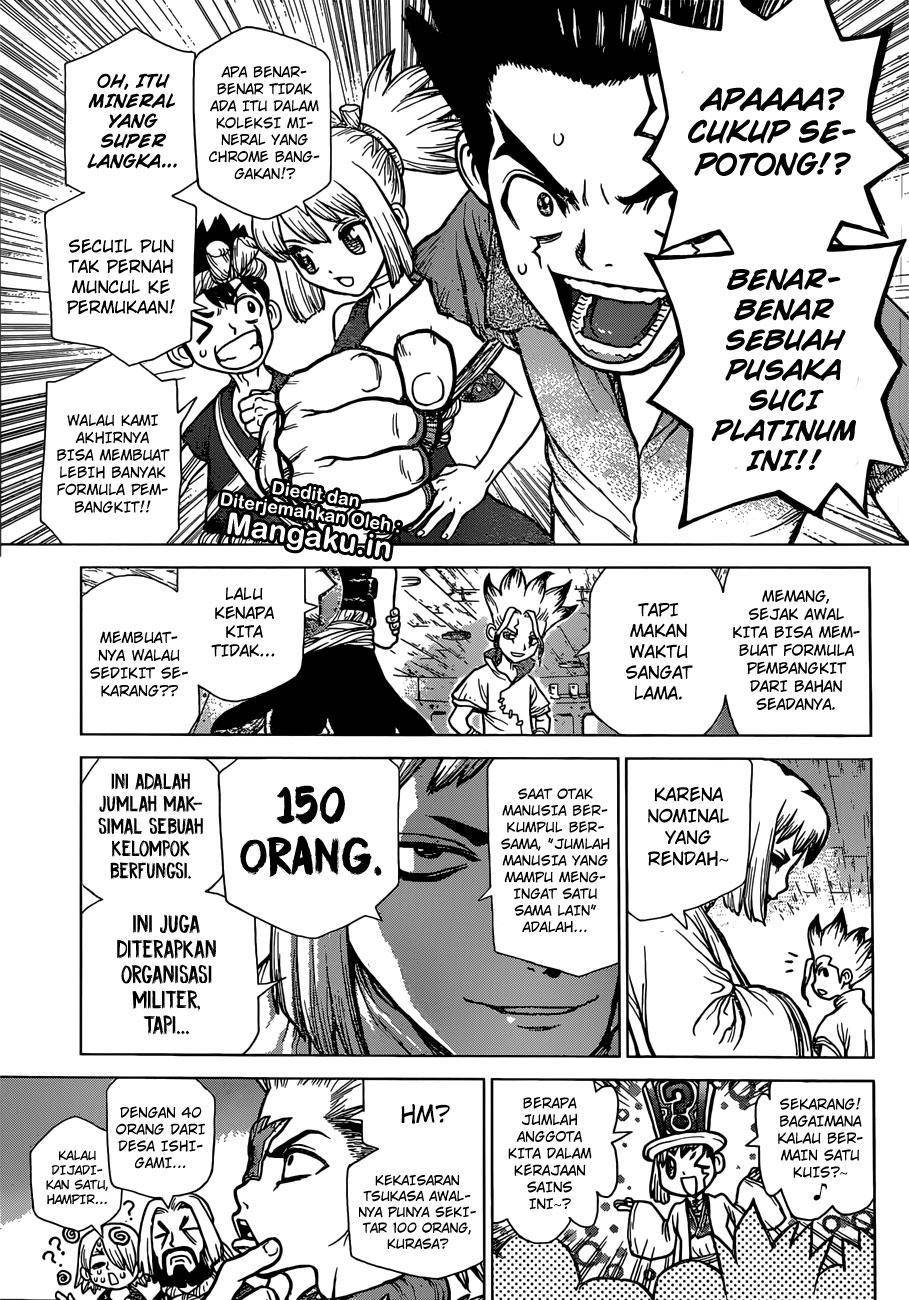 APAAAA?
CUKUP SE-
POTONG!?
BENAR-
BENAR
SEBUAH
PUSAKA
SUCI
PLATINUM
INI!!
APA BENAR-
BENAR TIDAK
ADA ITU DALAM
KOLEKSI MI-
NERAL YANG
CHROME BANG-
GAKAN!?
OH, ITU
MINERAL
YANG
SUPER
LANGKA...
SECUIL PUN
TAK PERNAH
MUNCUL KE
PERMUKAAN!
WALAU KAMI
AKHIRNYA
BISA MEMBUAT
LEBIH BANYAK
FORMULA PEM-
BANGKIT!!
Diedit dan
Diterjemahkan Oleh :
Mangaku.in
MEMANG,
SEJAK AWAL
KITA BISA MEM-
BUAT FORMULA
PEMBANGKIT
DARI BAHAN
SEADANYA.
TAPI
MAKAN
WAKTU
SANGAT
LAMA.
LALU
KENAPA
KITA
TIDAK...
MEMBUAT-
NYA WALAU
SEDIKIT
SEKARANG??
KARENA
NOMINAL
YANG
RENDAH~
SAAT OTAK
MANUSIA BER-
KUMPUL BER-
SAMA, "JUMLAH
MANUSIA YANG
MAMPU MENG-
INGAT SATU
SAMA LAIN"
ADALAH...
150
ORANG.
INI ADALAH
JUMLAH MAK-
SIMAL SEBUAH
KELOMPOK
BERFUNGSI.
INI JUGA
DITERAPKAN
ORGANISASI
MILITER,
TAPI...
SEKARANG!
BAGAIMANA
KALAU BER-
MAIN SATU
KUIS?~
♪
?
BERAPA
JUMLAH
ANGGOTA
KITA DALAM
KERAJAAN
SAINS
INI~?
HM?
KEKAISARAN
TSUKASA AWAL-
NYA PUNYA SEKI-
TAR 100 ORANG,
KURASA?
DENGAN 40
ORANG DARI
DESA ISHI-
GAMI...
KALAU
DIJADI-
KAN SATU,
HAMPIR...
? ? ? ?